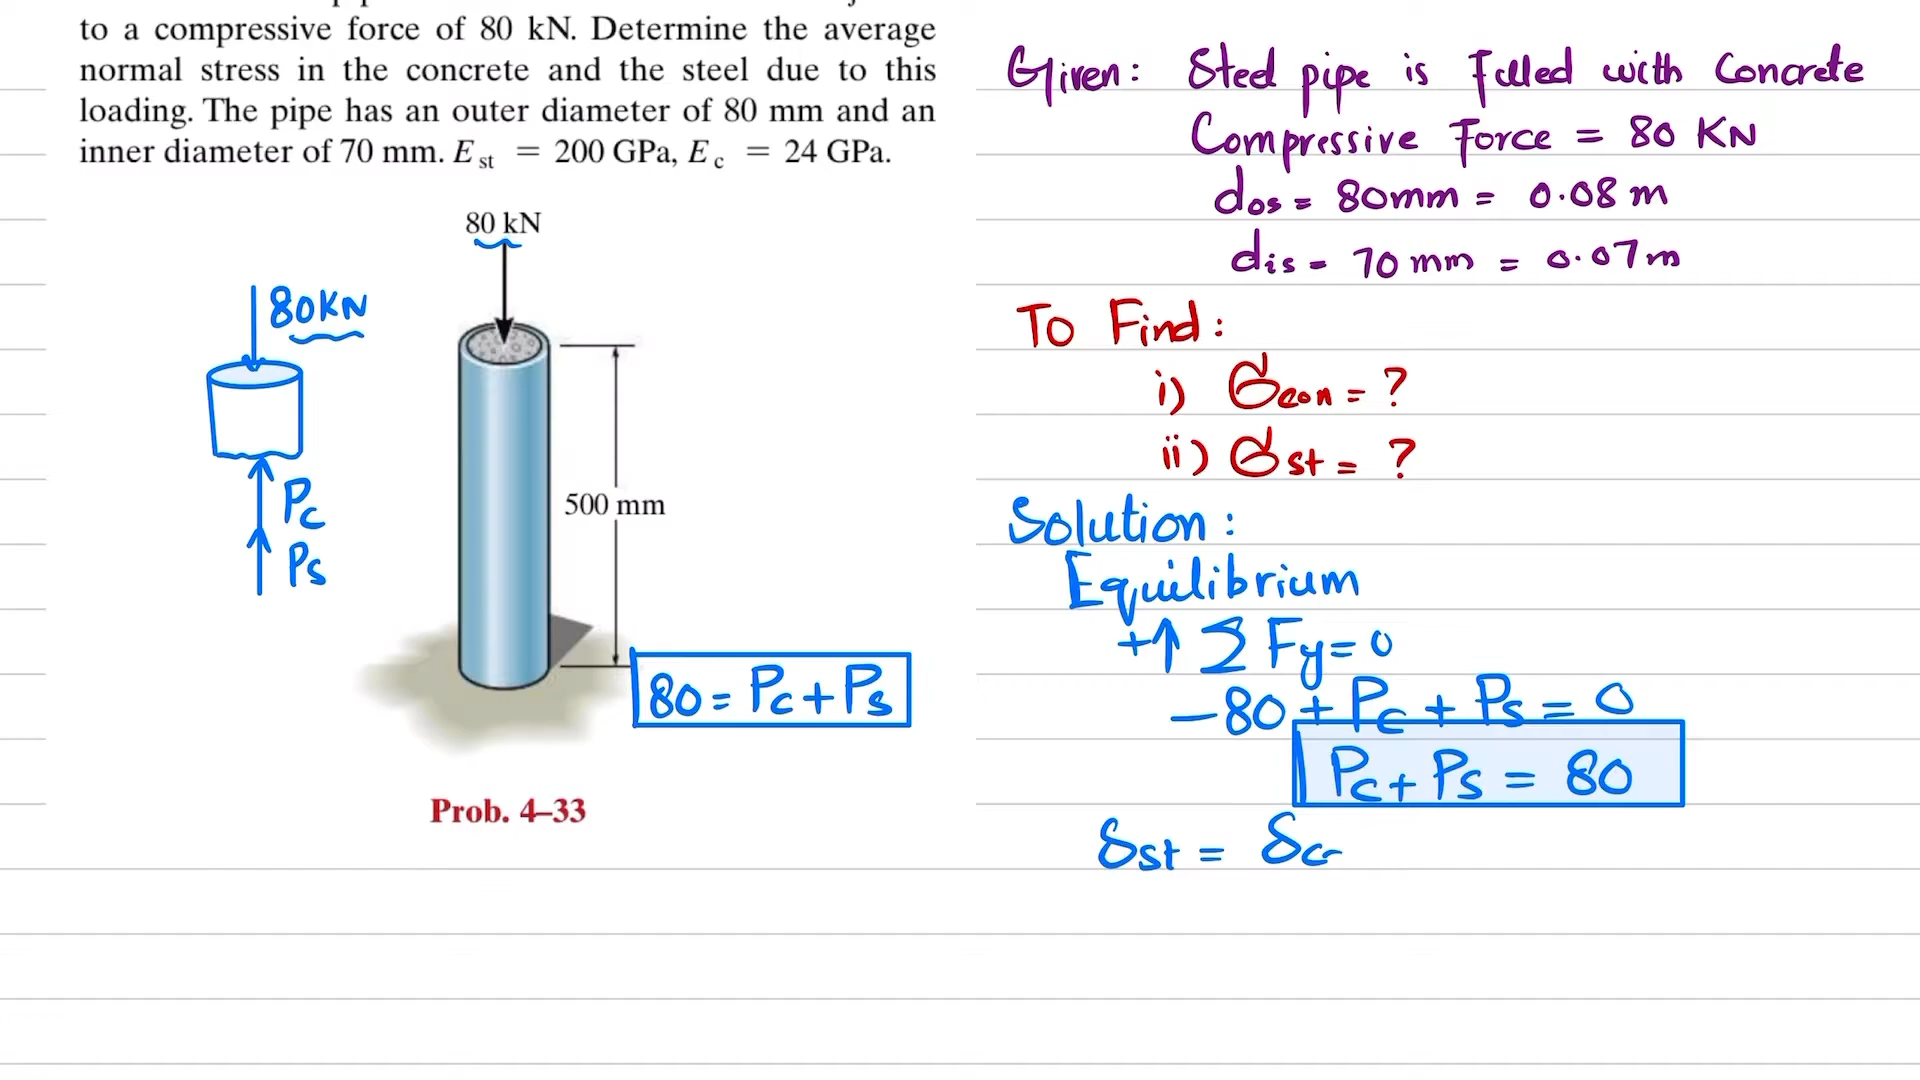 to a compressive force of 80 kN. Determine the average
normal stress in the concrete and the steel due to this
loading. The pipe has an outer diameter of 80 mm and an
inner diameter of 70 mm. E st = 200 GPa, E c = 24 GPa.
80 kN
80KN
Pc
Ps
500 mm
80 = Pc + Ps
Prob. 4–33
Given: Steel pipe is filled with Concrete
Compressive Force = 80 KN
dos = 80mm = 0.08 m
dis = 70 mm = 0.07m
To Find:
i) σcon = ?
ii) σst = ?
Solution:
Equilibrium
+↑ Σ Fy = 0
-80 + Pc + Ps = 0
Pc + Ps = 80
δst = δc